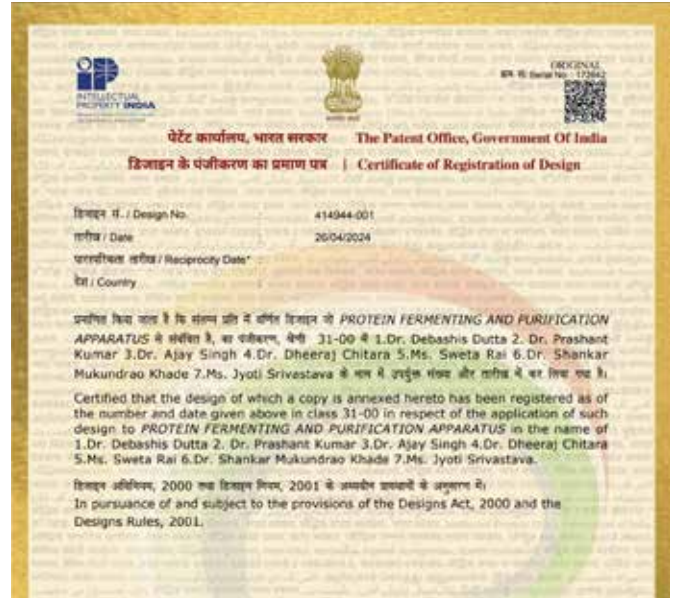 INTELLECTUAL
PROPERTY INDIA
ORIGINAL
क्रम सं/ Serial No : 173642
पेटेंट कार्यालय, भारत सरकार The Patent Office, Government Of India
डिजाइन के पंजीकरण का प्रमाण पत्र | Certificate of Registration of Design
डिजाइन सं. / Design No. 414944-001
तारीख / Date 26/04/2024
पारस्परिकता तारीख / Reciprocity Date* :
देश / Country
प्रमाणित किया जाता है कि संलग्न प्रति में वर्णित डिजाइन जो PROTEIN FERMENTING AND PURIFICATION
APPARATUS से संबंधित है, का पंजीकरण, श्रेणी 31-00 में 1.Dr. Debashis Dutta 2. Dr. Prashant
Kumar 3.Dr. Ajay Singh 4.Dr. Dheeraj Chitara 5.Ms. Sweta Rai 6.Dr. Shankar
Mukundrao Khade 7.Ms. Jyoti Srivastava के नाम में उपर्युक्त संख्या और तारीख में कर लिया गया है।
Certified that the design of which a copy is annexed hereto has been registered as of
the number and date given above in class 31-00 in respect of the application of such
design to PROTEIN FERMENTING AND PURIFICATION APPARATUS in the name of
1.Dr. Debashis Dutta 2. Dr. Prashant Kumar 3.Dr. Ajay Singh 4.Dr. Dheeraj Chitara
5.Ms. Sweta Rai 6.Dr. Shankar Mukundrao Khade 7.Ms. Jyoti Srivastava.
डिजाइन अधिनियम, 2000 तथा डिजाइन नियम, 2001 के अध्यधीन प्रावधानों के अनुसरण में।
In pursuance of and subject to the provisions of the Designs Act, 2000 and the
Designs Rules, 2001.